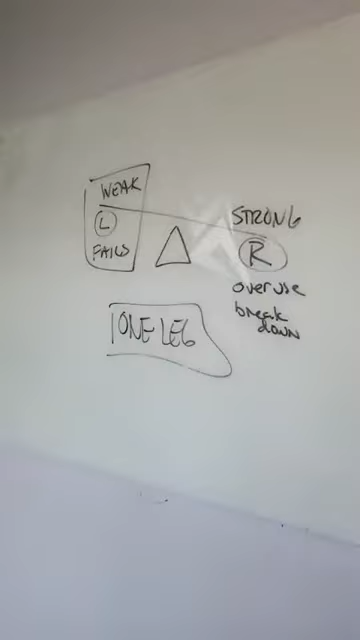 WEAK
L
FAILS
STRONG
R
overuse
break
down
ONE LEG